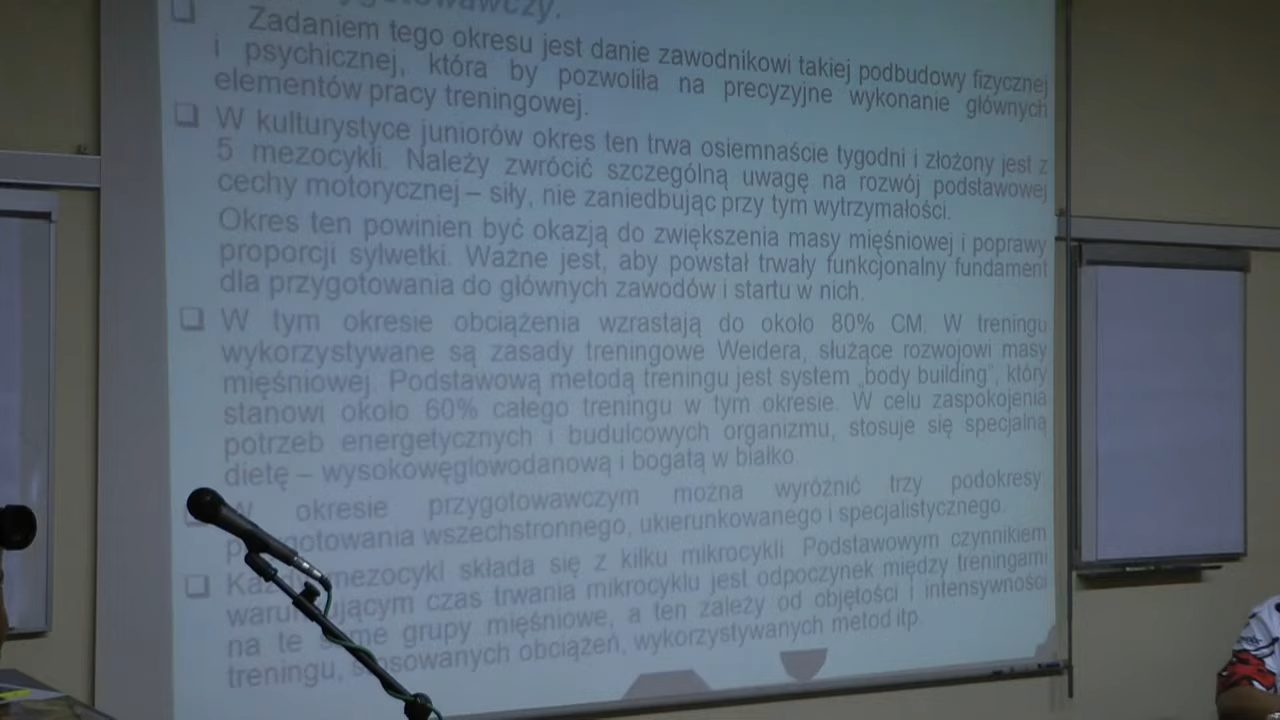 Zadaniem tego okresu jest danie zawodnikowi takiej podbudowy fizycznej
i psychicznej, która by pozwoliła na precyzyjne wykonanie głównych
elementów pracy treningowej.
W kulturystyce juniorów okres ten trwa osiemnaście tygodni i złożony jest z
5 mezocykli. Należy zwrócić szczególną uwagę na rozwój podstawowej
cechy motorycznej – siły, nie zaniedbując przy tym wytrzymałości.
Okres ten powinien być okazją do zwiększenia masy mięśniowej i poprawy
proporcji sylwetki. Ważne jest, aby powstał trwały funkcjonalny fundament
dla przygotowania do głównych zawodów i startu w nich.
W tym okresie obciążenia wzrastają do około 80% CM. W treningu
wykorzystywane są zasady treningowe Weidera, służące rozwojowi masy
mięśniowej. Podstawową metodą treningu jest system „body building”, który
stanowi około 60% całego treningu w tym okresie. W celu zaspokojenia
potrzeb energetycznych i budulcowych organizmu, stosuje się specjalną
dietę – wysokowęglowodanową i bogatą w białko.
W okresie przygotowawczym można wyróżnić trzy podokresy:
wszechstronnego, ukierunkowanego i specjalistycznego.
mezocykl składa się z kilku mikrocykli. Podstawowym czynnikiem
czas trwania mikrocyklu jest odpoczynek między treningami
na te grupy mięśniowe, a ten zależy od objętości i intensywności
treningu, obciążeń, wykorzystywanych metod itp.